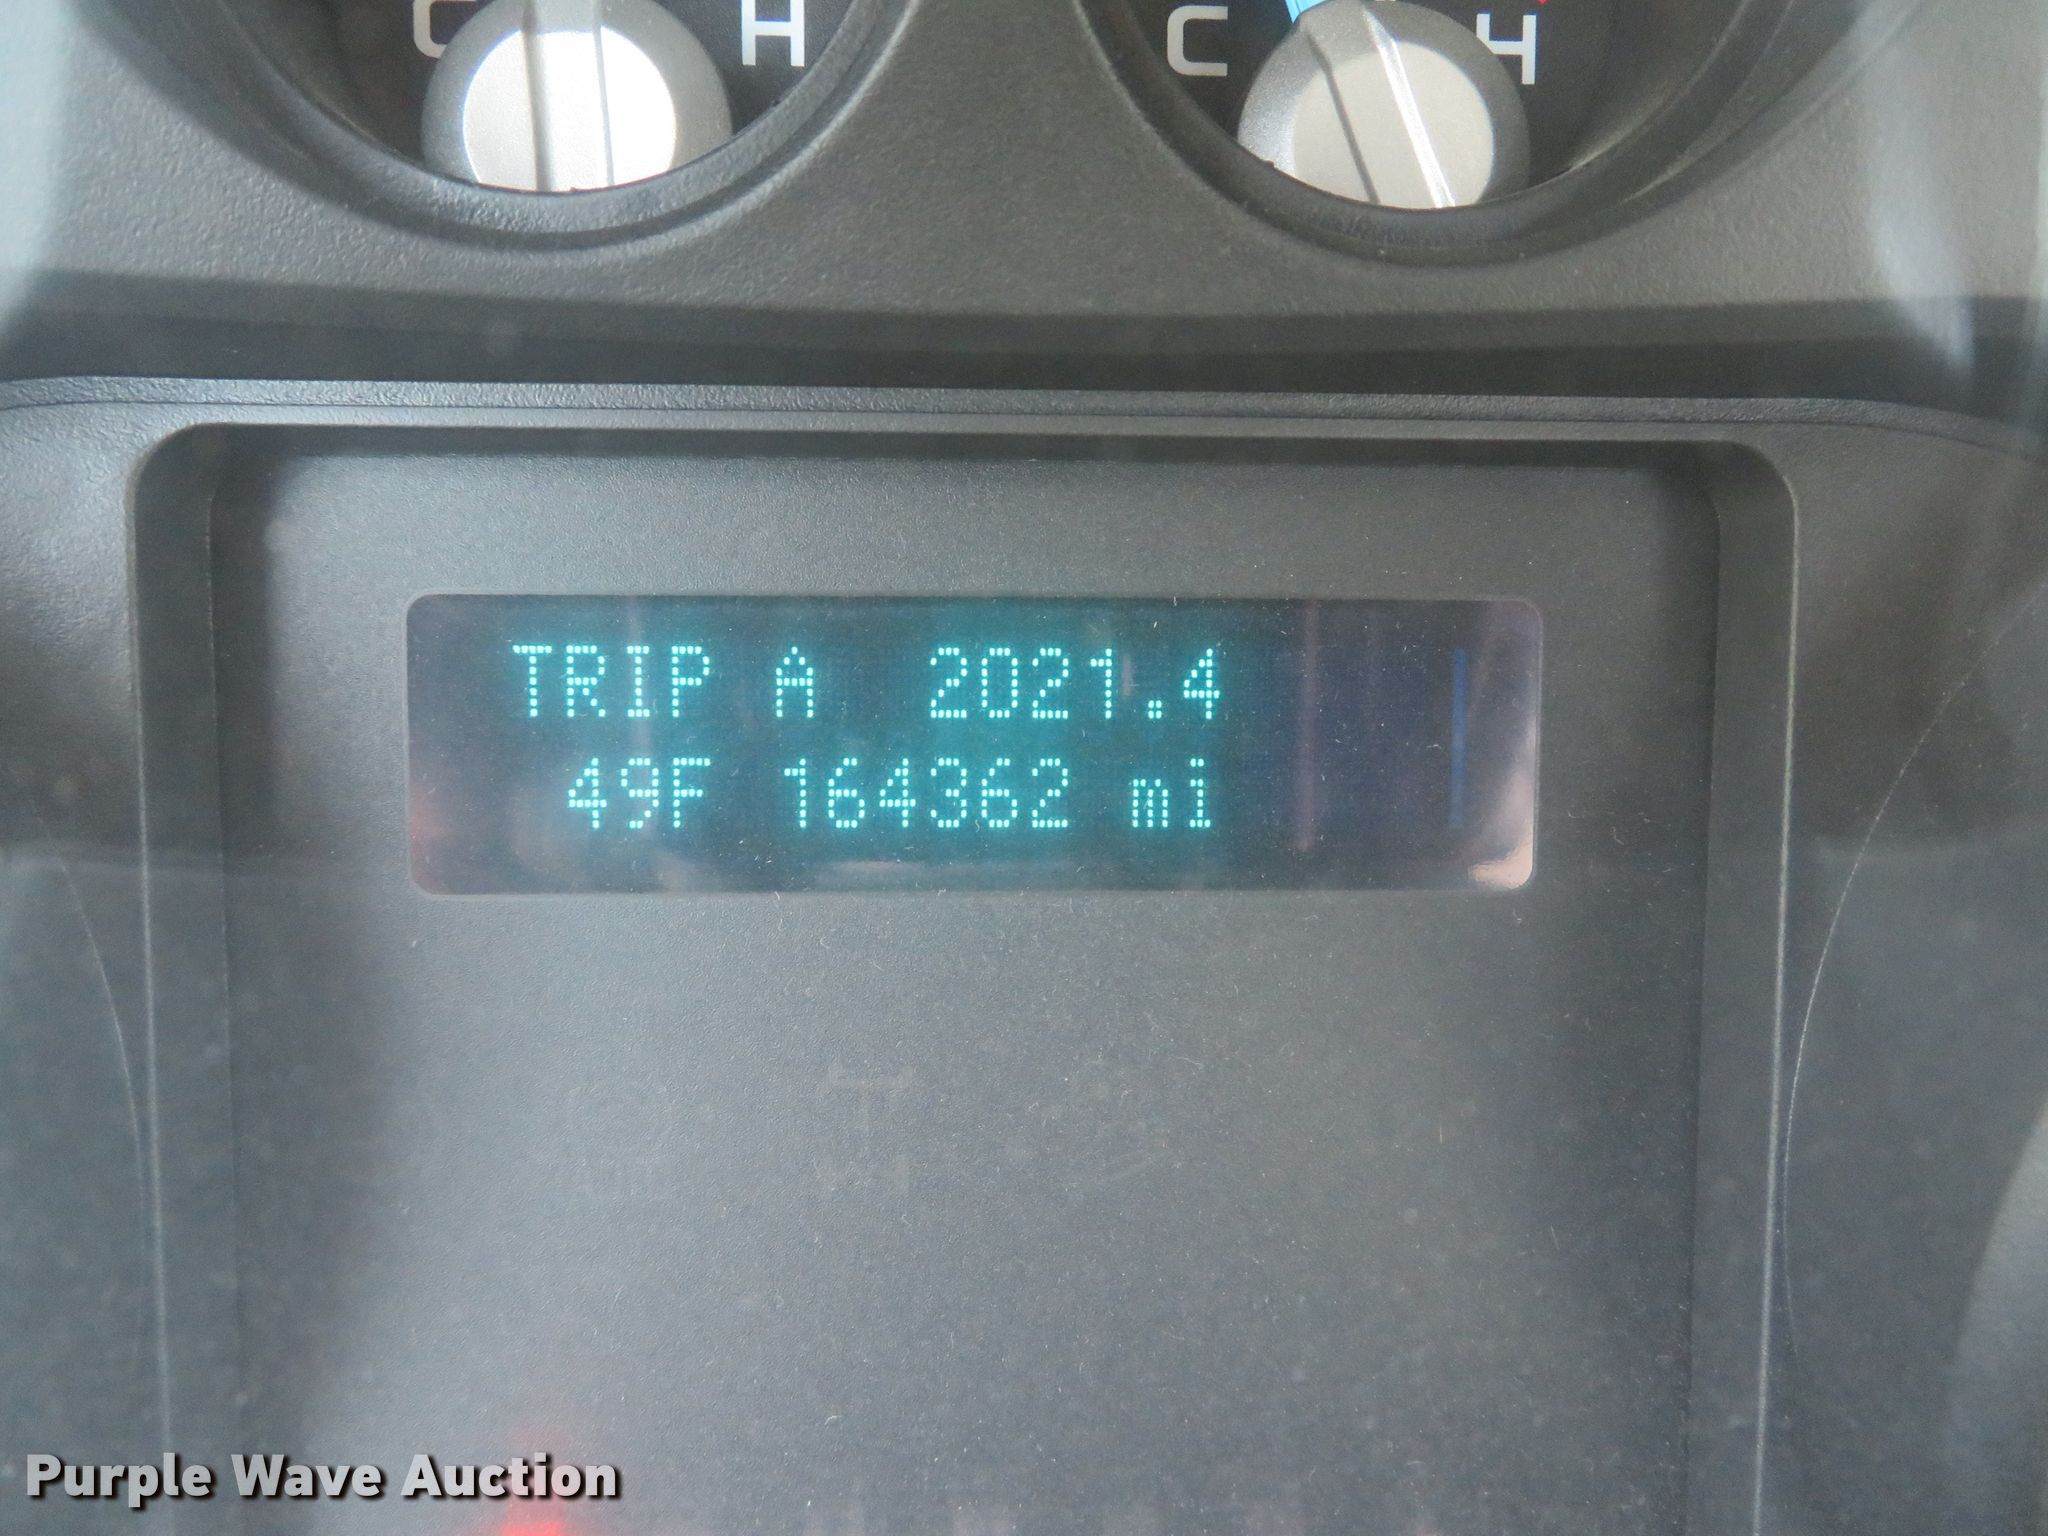 C H C H
TRIP A 2021.4
49F 164362 mi
Purple Wave Auction